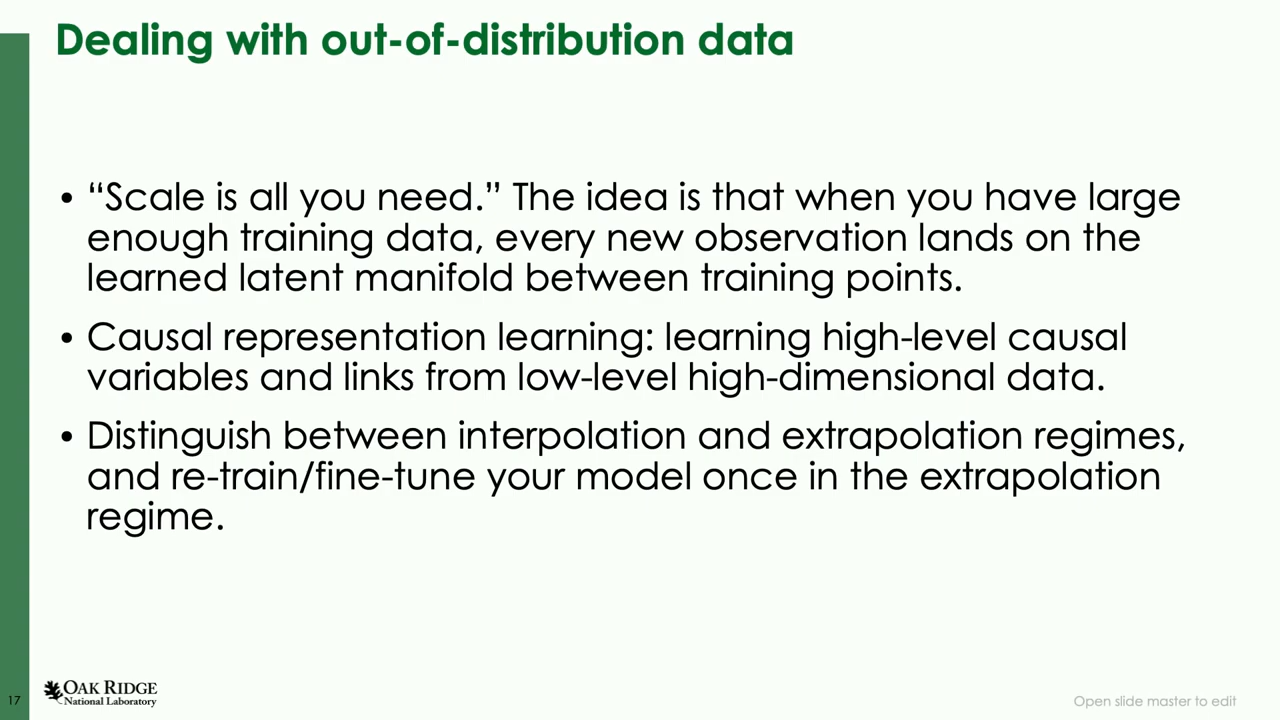 Dealing with out-of-distribution data
• “Scale is all you need.” The idea is that when you have large
enough training data, every new observation lands on the
learned latent manifold between training points.
• Causal representation learning: learning high-level causal
variables and links from low-level high-dimensional data.
• Distinguish between interpolation and extrapolation regimes,
and re-train/fine-tune your model once in the extrapolation
regime.
17
OAK RIDGE
National Laboratory
Open slide master to edit